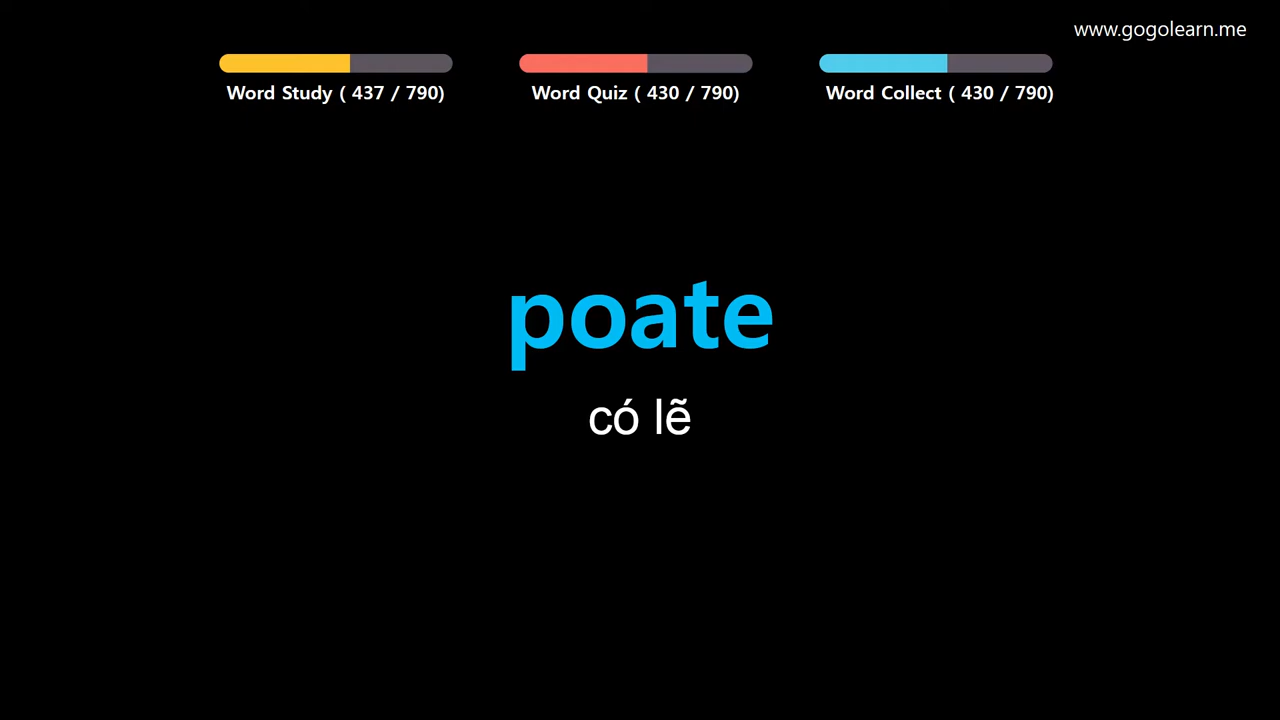 www.gogolearn.me
Word Study ( 437 / 790)
Word Quiz ( 430 / 790)
Word Collect ( 430 / 790)
poate
có lẽ